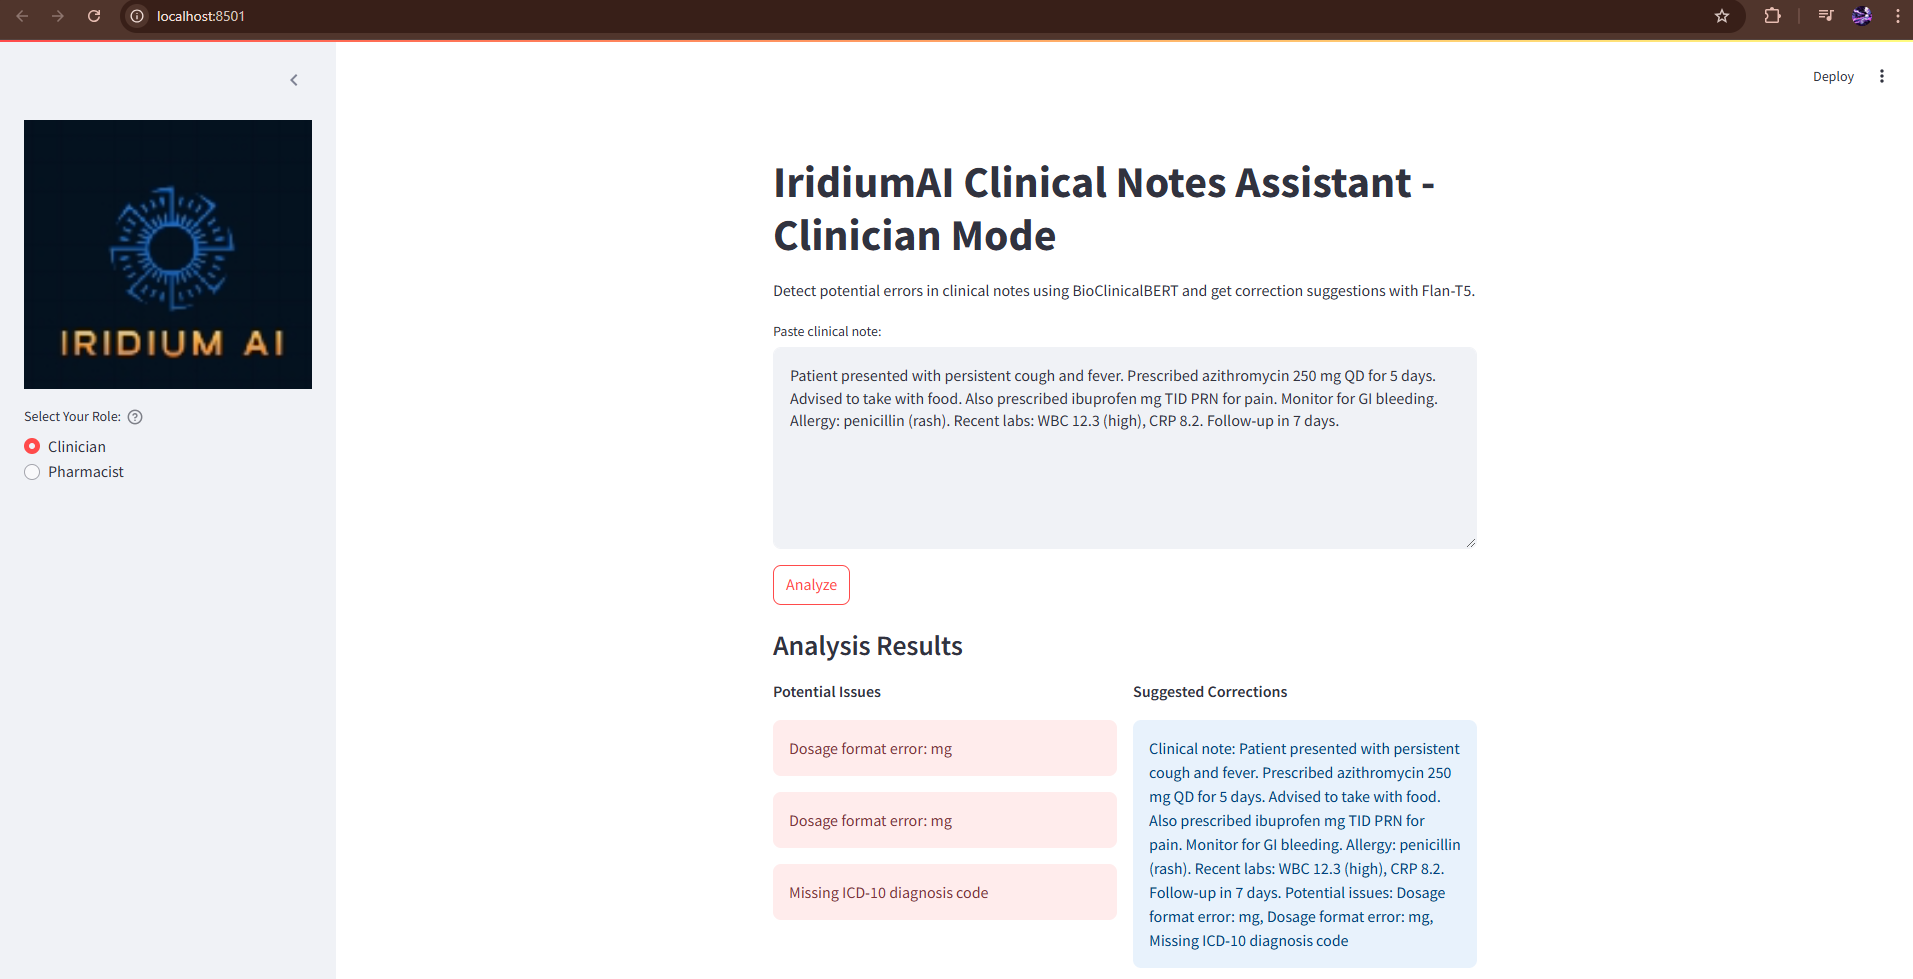 localhost:8501
Deploy
IRIDIUM AI
Select Your Role:
Clinician
Pharmacist
IridiumAI Clinical Notes Assistant -
Clinician Mode
Detect potential errors in clinical notes using BioClinicalBERT and get correction suggestions with Flan-T5.
Paste clinical note:
Patient presented with persistent cough and fever. Prescribed azithromycin 250 mg QD for 5 days.
Advised to take with food. Also prescribed ibuprofen mg TID PRN for pain. Monitor for GI bleeding.
Allergy: penicillin (rash). Recent labs: WBC 12.3 (high), CRP 8.2. Follow-up in 7 days.
Analyze
Analysis Results
Potential Issues
Dosage format error: mg
Dosage format error: mg
Missing ICD-10 diagnosis code
Suggested Corrections
Clinical note: Patient presented with persistent
cough and fever. Prescribed azithromycin 250
mg QD for 5 days. Advised to take with food.
Also prescribed ibuprofen mg TID PRN for
pain. Monitor for GI bleeding. Allergy: penicillin
(rash). Recent labs: WBC 12.3 (high), CRP 8.2.
Follow-up in 7 days. Potential issues: Dosage
format error: mg, Dosage format error: mg,
Missing ICD-10 diagnosis code